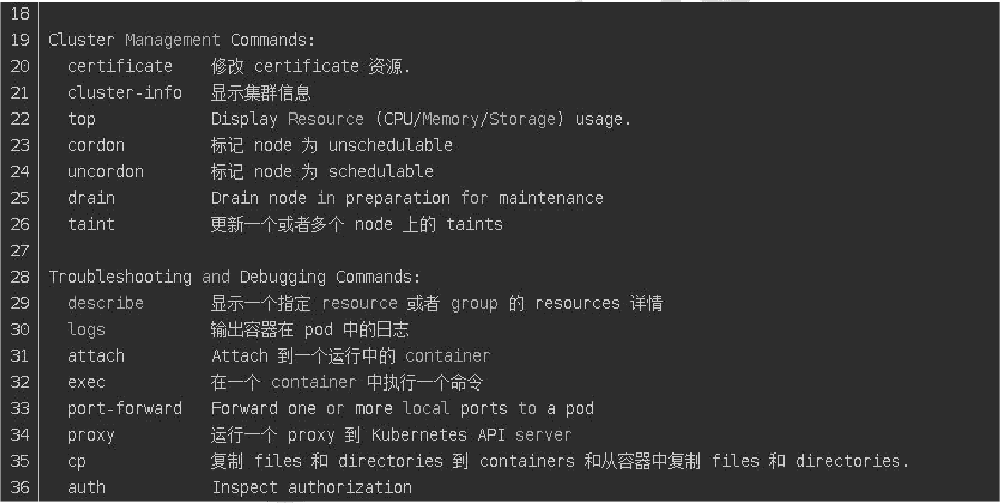 18
19 Cluster Management Commands:
20   certificate    修改 certificate 资源.
21   cluster-info   显示集群信息
22   top            Display Resource (CPU/Memory/Storage) usage.
23   cordon         标记 node 为 unschedulable
24   uncordon       标记 node 为 schedulable
25   drain          Drain node in preparation for maintenance
26   taint          更新一个或者多个 node 上的 taints
27
28 Troubleshooting and Debugging Commands:
29   describe       显示一个指定 resource 或者 group 的 resources 详情
30   logs           输出容器在 pod 中的日志
31   attach         Attach 到一个运行中的 container
32   exec           在一个 container 中执行一个命令
33   port-forward   Forward one or more local ports to a pod
34   proxy          运行一个 proxy 到 Kubernetes API server
35   cp             复制 files 和 directories 到 containers 和从容器中复制 files 和 directories.
36   auth           Inspect authorization